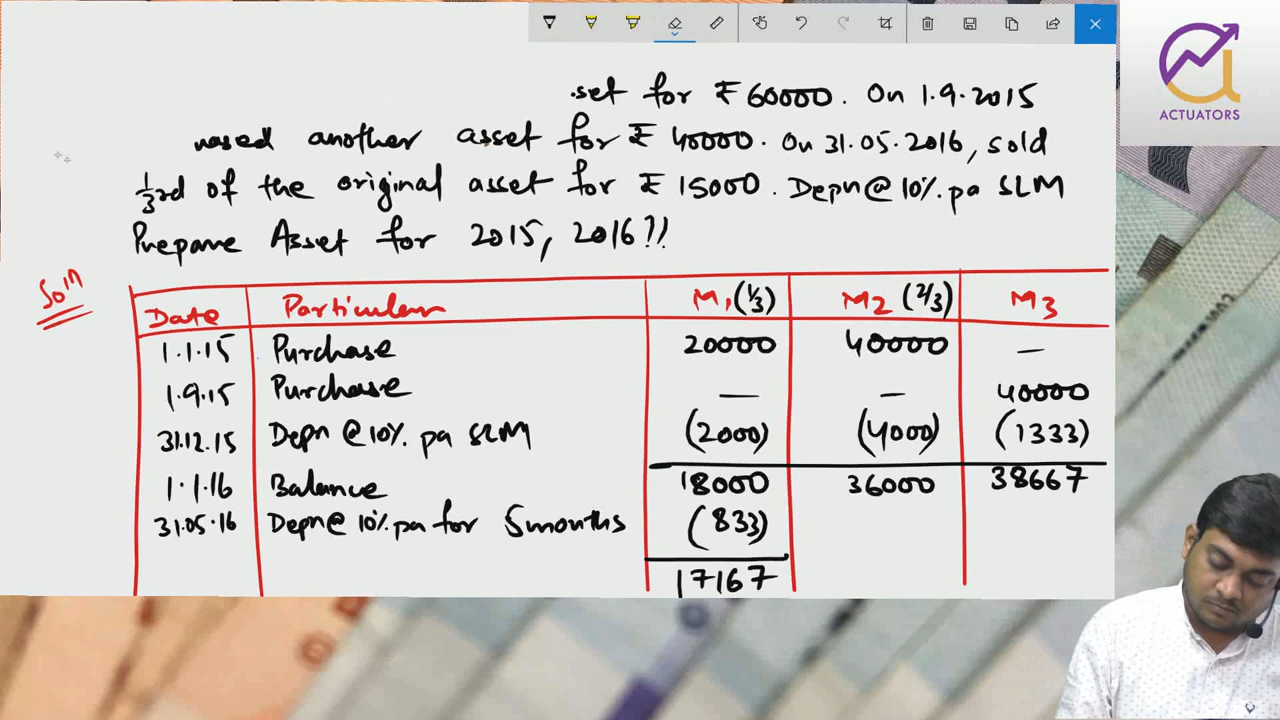 ACTUATORS
set for ₹ 60000. On 1.9.2015
another asset for ₹ 40000. On 31.05.2016, sold
1/3rd of the original asset for ₹ 15000. Depn @ 10% pa SLM
Prepare Asset for 2015, 2016??
Soln
Date Particulars M1 (1/3) M2 (2/3) M3
1.1.15 Purchase 20000 40000 —
1.9.15 Purchase — — 40000
31.12.15 Depn @ 10% pa SLM (2000) (4000) (1333)
1.1.16 Balance 18000 36000 38667
31.05.16 Depn @ 10% pa for 5 months (833)
17167